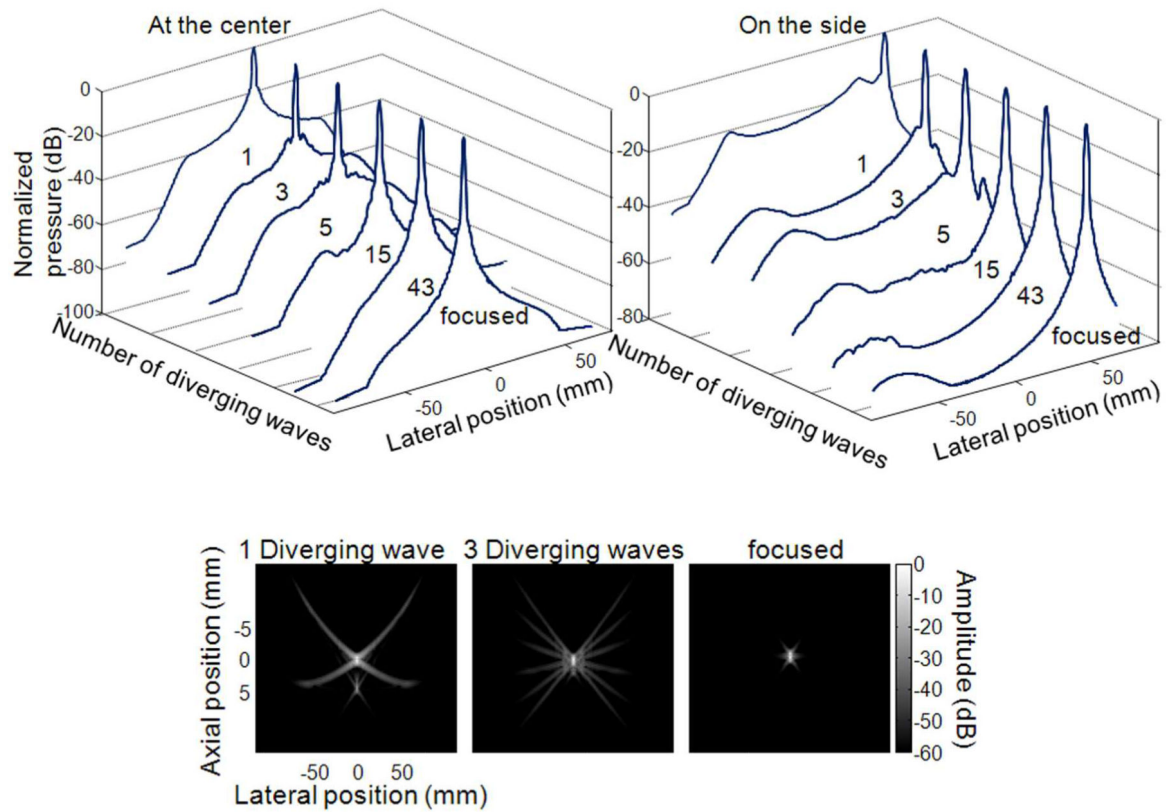 At the center
On the side
Normalized
pressure (dB)
0
-20
-40
-60
-80
-100
1
3
5
15
43
focused
Number of diverging waves
-50
0
50
Lateral position (mm)
0
-20
-40
-60
-80
1
3
5
15
43
focused
Number of diverging waves
-50
0
50
Lateral position (mm)
1 Diverging wave
3 Diverging waves
focused
Axial position (mm)
-5
0
5
-50 0 50
Lateral position (mm)
0
-10
-20
-30
-40
-50
-60
Amplitude (dB)